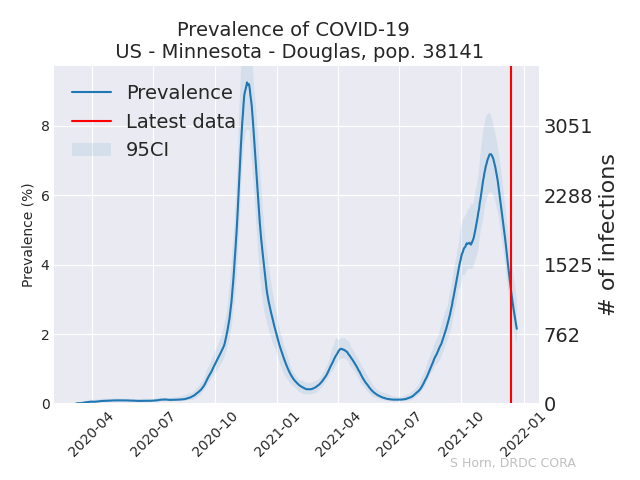 Prevalence of COVID-19
US - Minnesota - Douglas, pop. 38141
Prevalence
Latest data
95CI
Prevalence (%)
8
6
4
2
0
3051
2288
1525
762
0
# of infections
2020-04
2020-07
2020-10
2021-01
2021-04
2021-07
2021-10
2022-01
S Horn, DRDC CORA